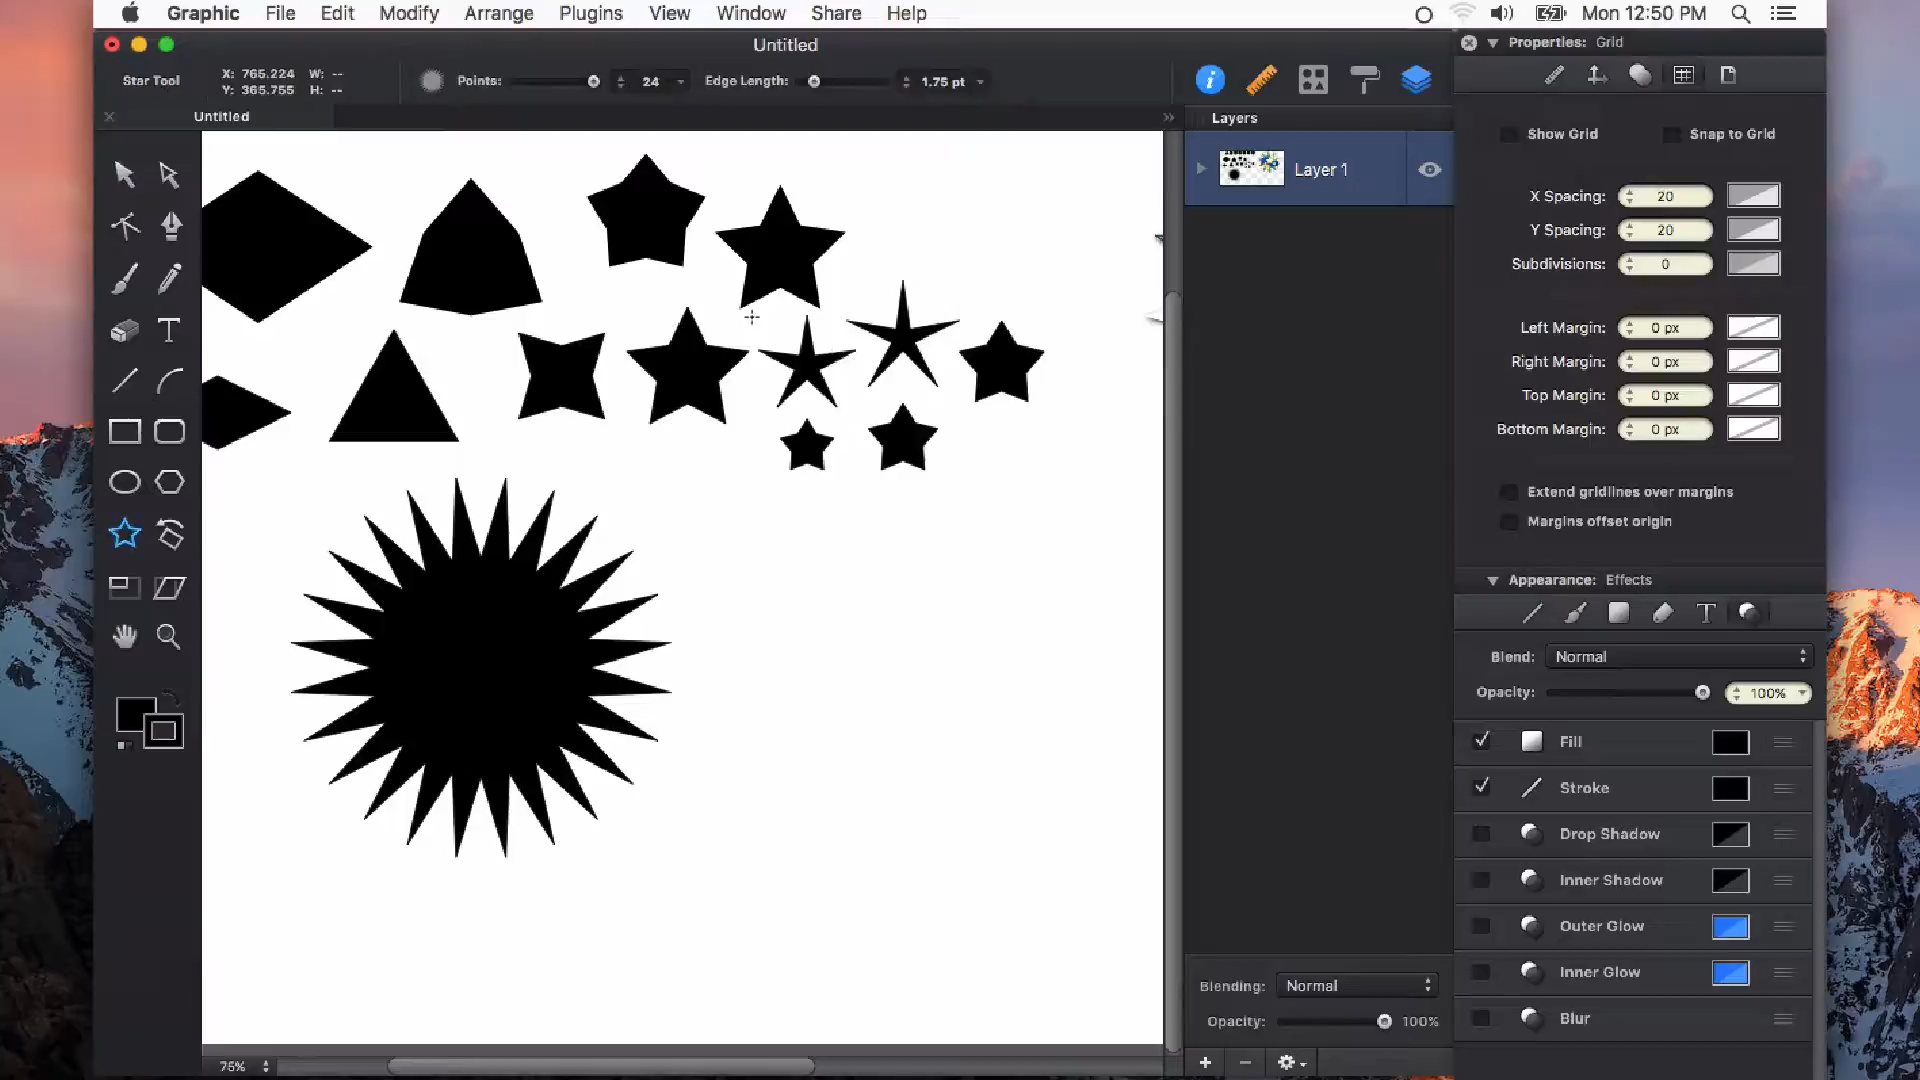 Graphic File Edit Modify Arrange Plugins View Window Share Help Mon 12:50 PM
Untitled
Properties: Grid
Star Tool X: 765.224 W: -- Points: 24 Edge Length: 1.75 pt
Y: 365.755 H: --
Untitled
Layers
Layer 1
Show Grid Snap to Grid
X Spacing: 20
Y Spacing: 20
Subdivisions: 0
Left Margin: 0 px
Right Margin: 0 px
Top Margin: 0 px
Bottom Margin: 0 px
Extend gridlines over margins
Margins offset origin
Appearance: Effects
Blend: Normal
Opacity: 100%
Fill
Stroke
Drop Shadow
Inner Shadow
Outer Glow
Inner Glow
Blur
Blending: Normal
Opacity: 100%
75%